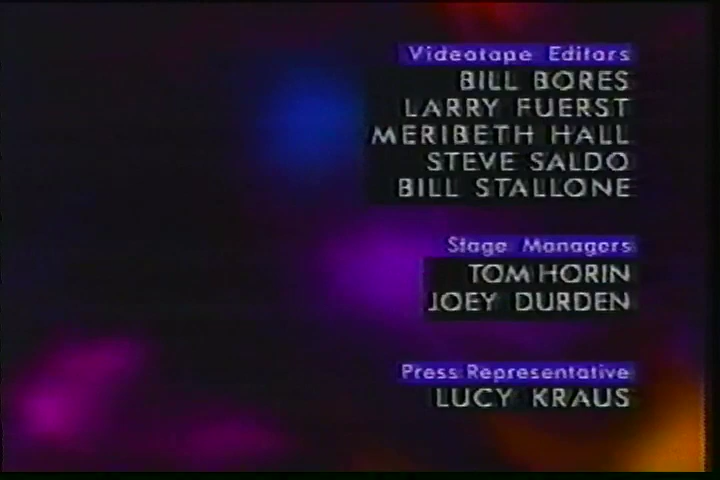 Videotape Editors
BILL BORES
LARRY FUERST
MERIBETH HALL
STEVE SALDO
BILL STALLONE
Stage Managers
TOM HORIN
JOEY DURDEN
Press Representative
LUCY KRAUS